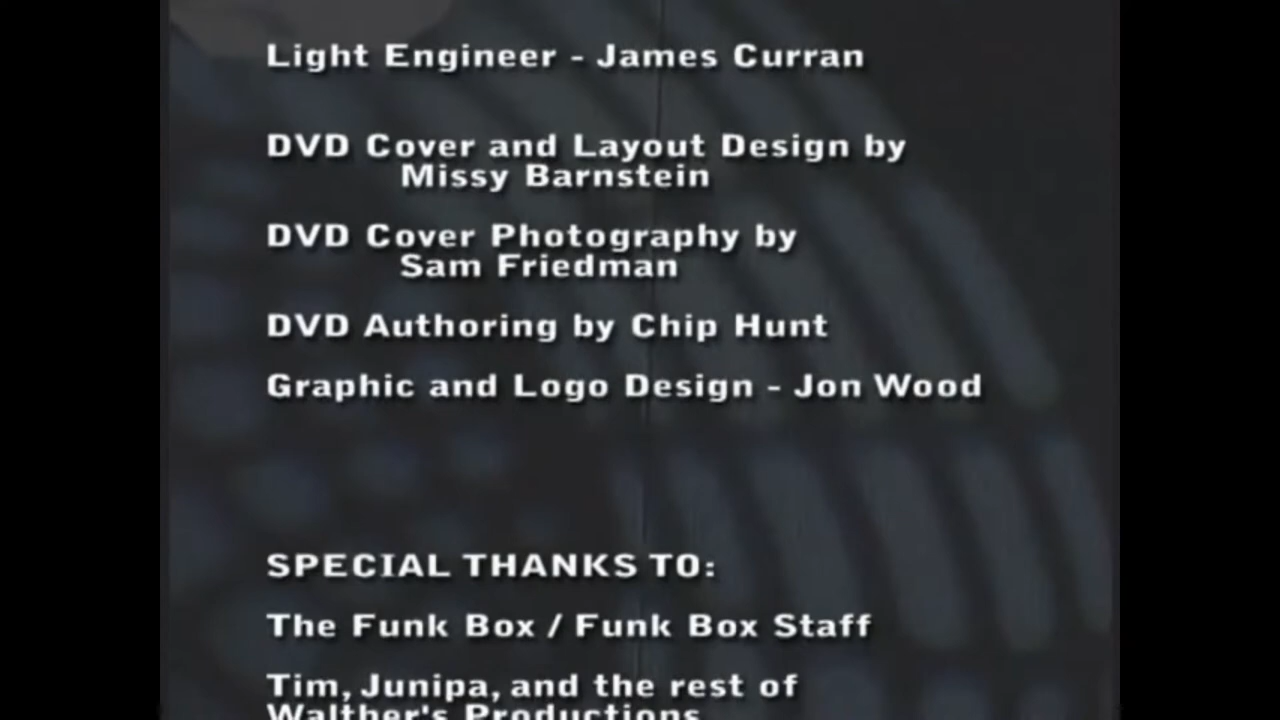 Light Engineer - James Curran
DVD Cover and Layout Design by
Missy Barnstein
DVD Cover Photography by
Sam Friedman
DVD Authoring by Chip Hunt
Graphic and Logo Design - Jon Wood
SPECIAL THANKS TO:
The Funk Box / Funk Box Staff
Tim, Junipa, and the rest of
Walther's Productions